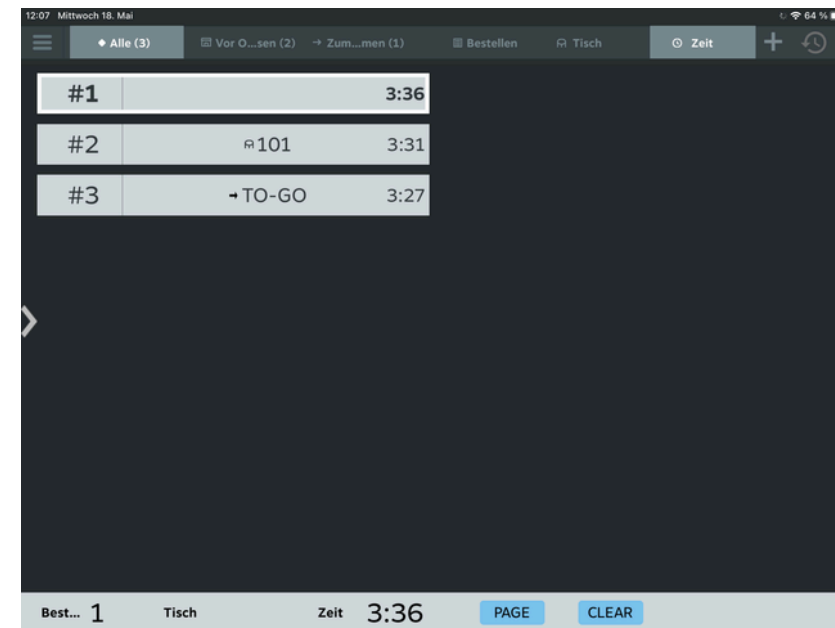 12:07 Mittwoch 18. Mai 64 %
Alle (3) Vor O...sen (2) → Zum...men (1) Bestellen Tisch Zeit
#1 3:36
#2 101 3:31
#3 →TO-GO 3:27
Best... 1 Tisch Zeit 3:36 PAGE CLEAR